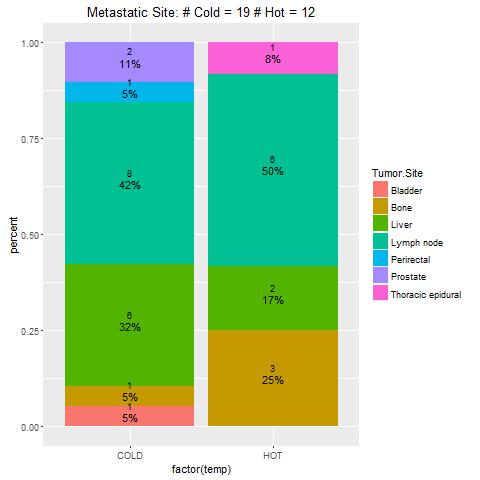 Metastatic Site: # Cold = 19 # Hot = 12
percent
1.00
0.75
0.50
0.25
0.00
2
11%
1
5%
8
42%
6
32%
1
5%
1
5%
1
8%
6
50%
2
17%
3
25%
COLD
HOT
factor(temp)
Tumor.Site
Bladder
Bone
Liver
Lymph node
Perirectal
Prostate
Thoracic epidural